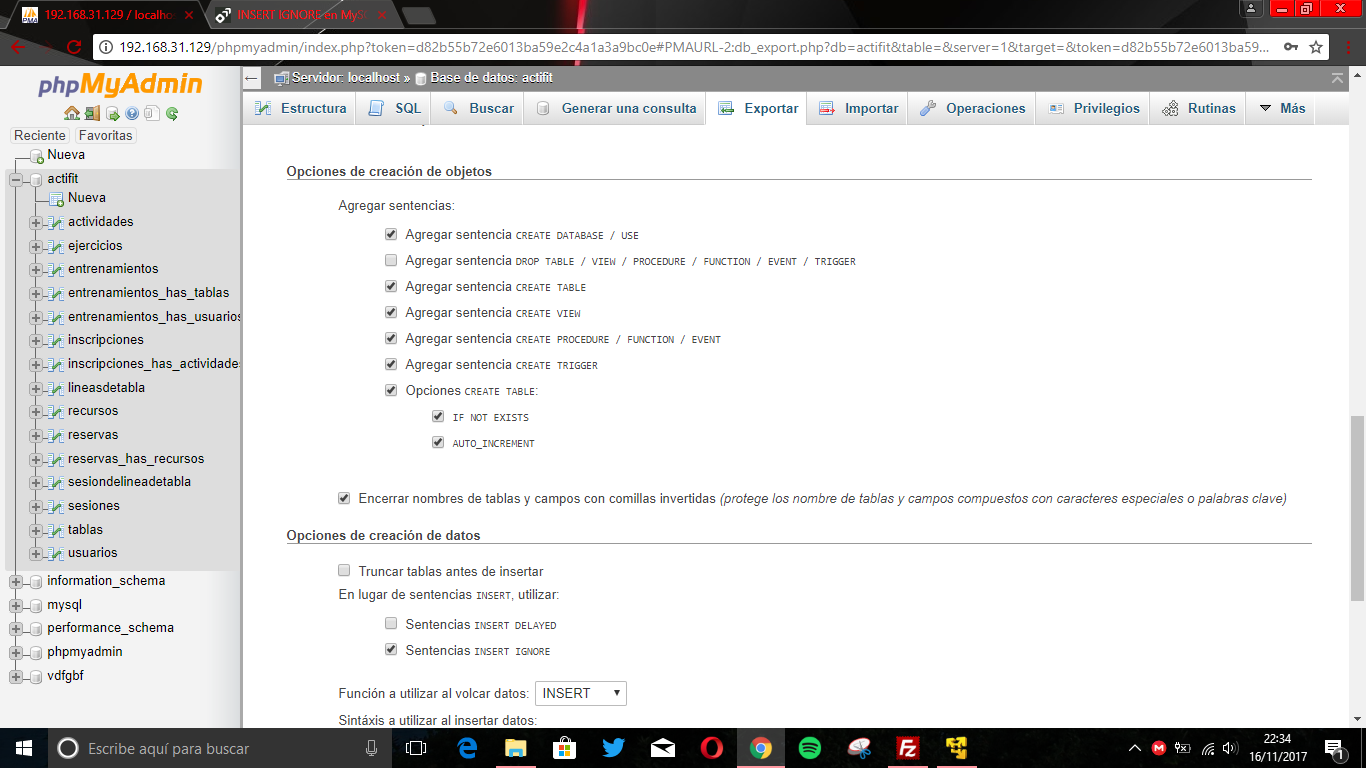 192.168.31.129 / localho
INSERT IGNORE en MyS
192.168.31.129/phpmyadmin/index.php?token=d82b55b72e6013ba59e2c4a1a3a9bc0e#PMAURL-2:db_export.php?db=actifit&table=&server=1&target=&token=d82b55b72e6013ba59...
phpMyAdmin
Reciente Favoritas
Nueva
actifit
Nueva
actividades
ejercicios
entrenamientos
entrenamientos_has_tablas
entrenamientos_has_usuarios
inscripciones
inscripciones_has_actividades
lineasdetabla
recursos
reservas
reservas_has_recursos
sesiondelineadetabla
sesiones
tablas
usuarios
information_schema
mysql
performance_schema
phpmyadmin
vdfgbf
Servidor: localhost » Base de datos: actifit
Estructura SQL Buscar Generar una consulta Exportar Importar Operaciones Privilegios Rutinas Más
Opciones de creación de objetos
Agregar sentencias:
Agregar sentencia CREATE DATABASE / USE
Agregar sentencia DROP TABLE / VIEW / PROCEDURE / FUNCTION / EVENT / TRIGGER
Agregar sentencia CREATE TABLE
Agregar sentencia CREATE VIEW
Agregar sentencia CREATE PROCEDURE / FUNCTION / EVENT
Agregar sentencia CREATE TRIGGER
Opciones CREATE TABLE:
IF NOT EXISTS
AUTO_INCREMENT
Encerrar nombres de tablas y campos con comillas invertidas (protege los nombre de tablas y campos compuestos con caracteres especiales o palabras clave)
Opciones de creación de datos
Truncar tablas antes de insertar
En lugar de sentencias INSERT, utilizar:
Sentencias INSERT DELAYED
Sentencias INSERT IGNORE
Función a utilizar al volcar datos: INSERT
Sintáxis a utilizar al insertar datos:
Escribe aquí para buscar
22:34
16/11/2017
1